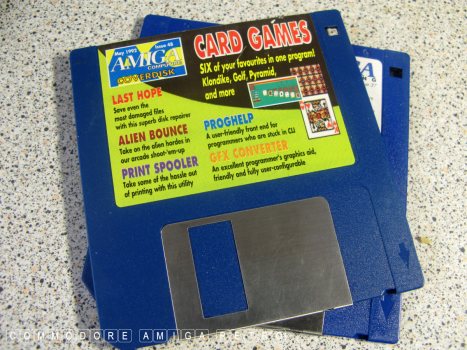 May 1992 Issue 48
AMIGA
COMPUTING
COVERDISK
CARD GAMES
SIX of your favourites in one program!
Klondike, Golf, Pyramid,
and more
LAST HOPE
Save even the
most damaged files
with this superb disk repairer
ALIEN BOUNCE
Take on the alien hordes in
our arcade shoot-'em-up
PRINT SPOOLER
Take some of the hassle out
of printing with this utility
PROGHELP
A user-friendly front end for
programmers who are stuck in CLI
GFX CONVERTER
An excellent programmer's graphics aid,
friendly and fully user-configurable
COMMODORE AMIGA RETRO